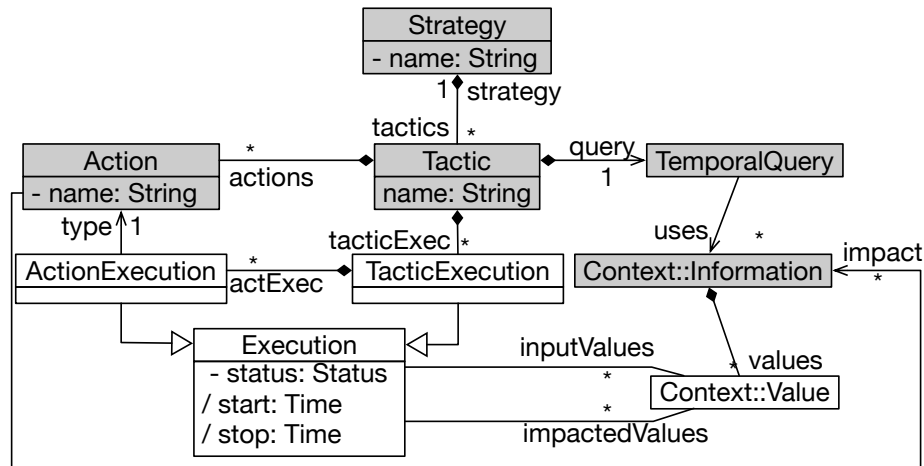 Strategy
- name: String
1
strategy
tactics
*
Action
- name: String
*
actions
Tactic
name: String
query
1
TemporalQuery
type
1
tacticExec
*
uses
*
impact
*
ActionExecution
*
actExec
TacticExecution
Context::Information
Execution
- status: Status
/ start: Time
/ stop: Time
inputValues
*
*
impactedValues
*
values
Context::Value